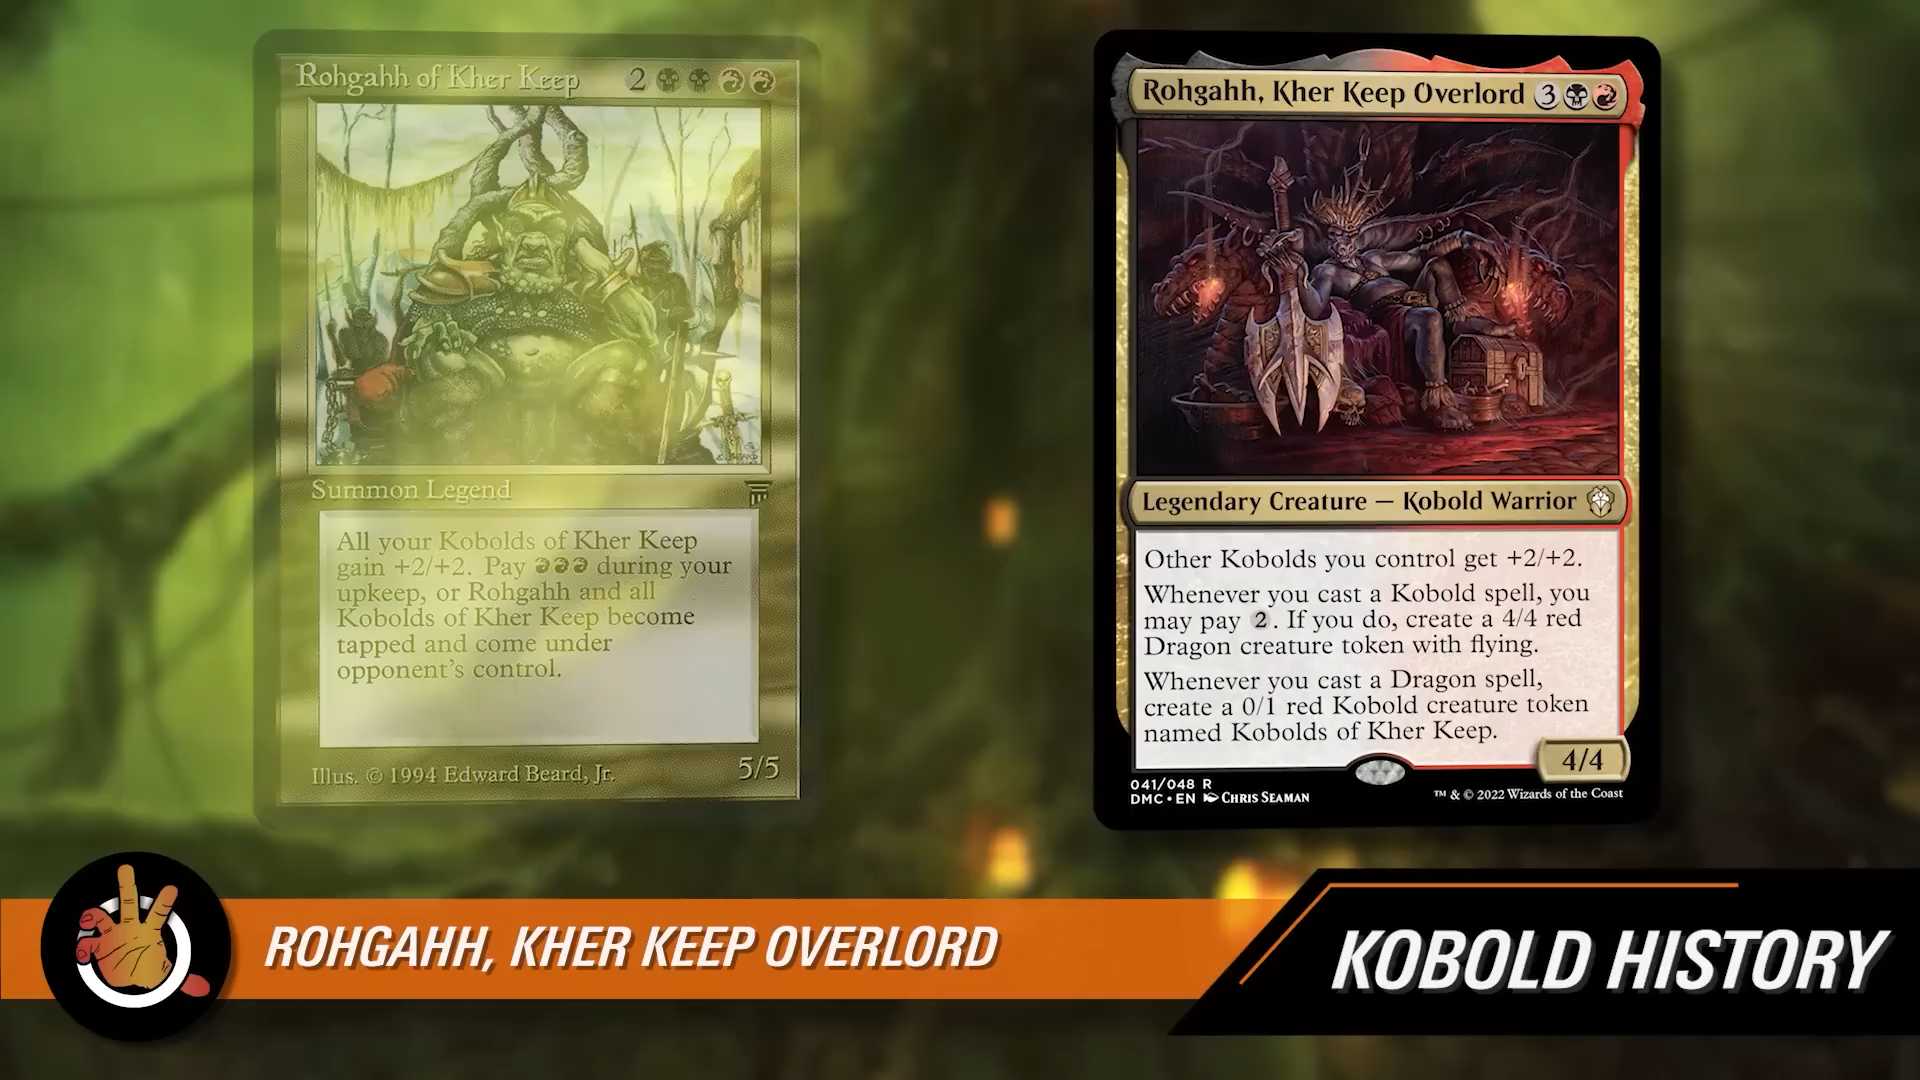 Rohgahh of Kher Keep 2
Summon Legend
All your Kobolds of Kher Keep
gain +2/+2. Pay during your
upkeep, or Rohgahh and all
Kobolds of Kher Keep become
tapped and come under
opponent's control.
Illus. © 1994 Edward Beard, Jr. 5/5
Rohgahh, Kher Keep Overlord 3
Legendary Creature — Kobold Warrior
Other Kobolds you control get +2/+2.
Whenever you cast a Kobold spell, you
may pay 2. If you do, create a 4/4 red
Dragon creature token with flying.
Whenever you cast a Dragon spell,
create a 0/1 red Kobold creature token
named Kobolds of Kher Keep.
4/4
041/048 R
DMC • EN CHRIS SEAMAN
™ & © 2022 Wizards of the Coast
ROHGAHH, KHER KEEP OVERLORD
KOBOLD HISTORY